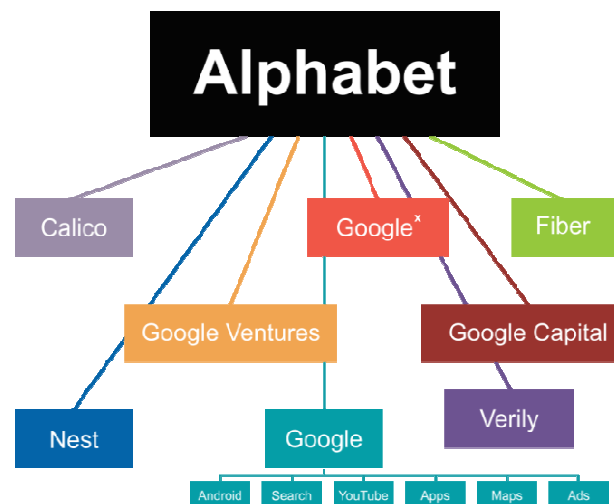 Alphabet
Calico
Google^x
Fiber
Google Ventures
Google Capital
Nest
Google
Verily
Android
Search
YouTube
Apps
Maps
Ads